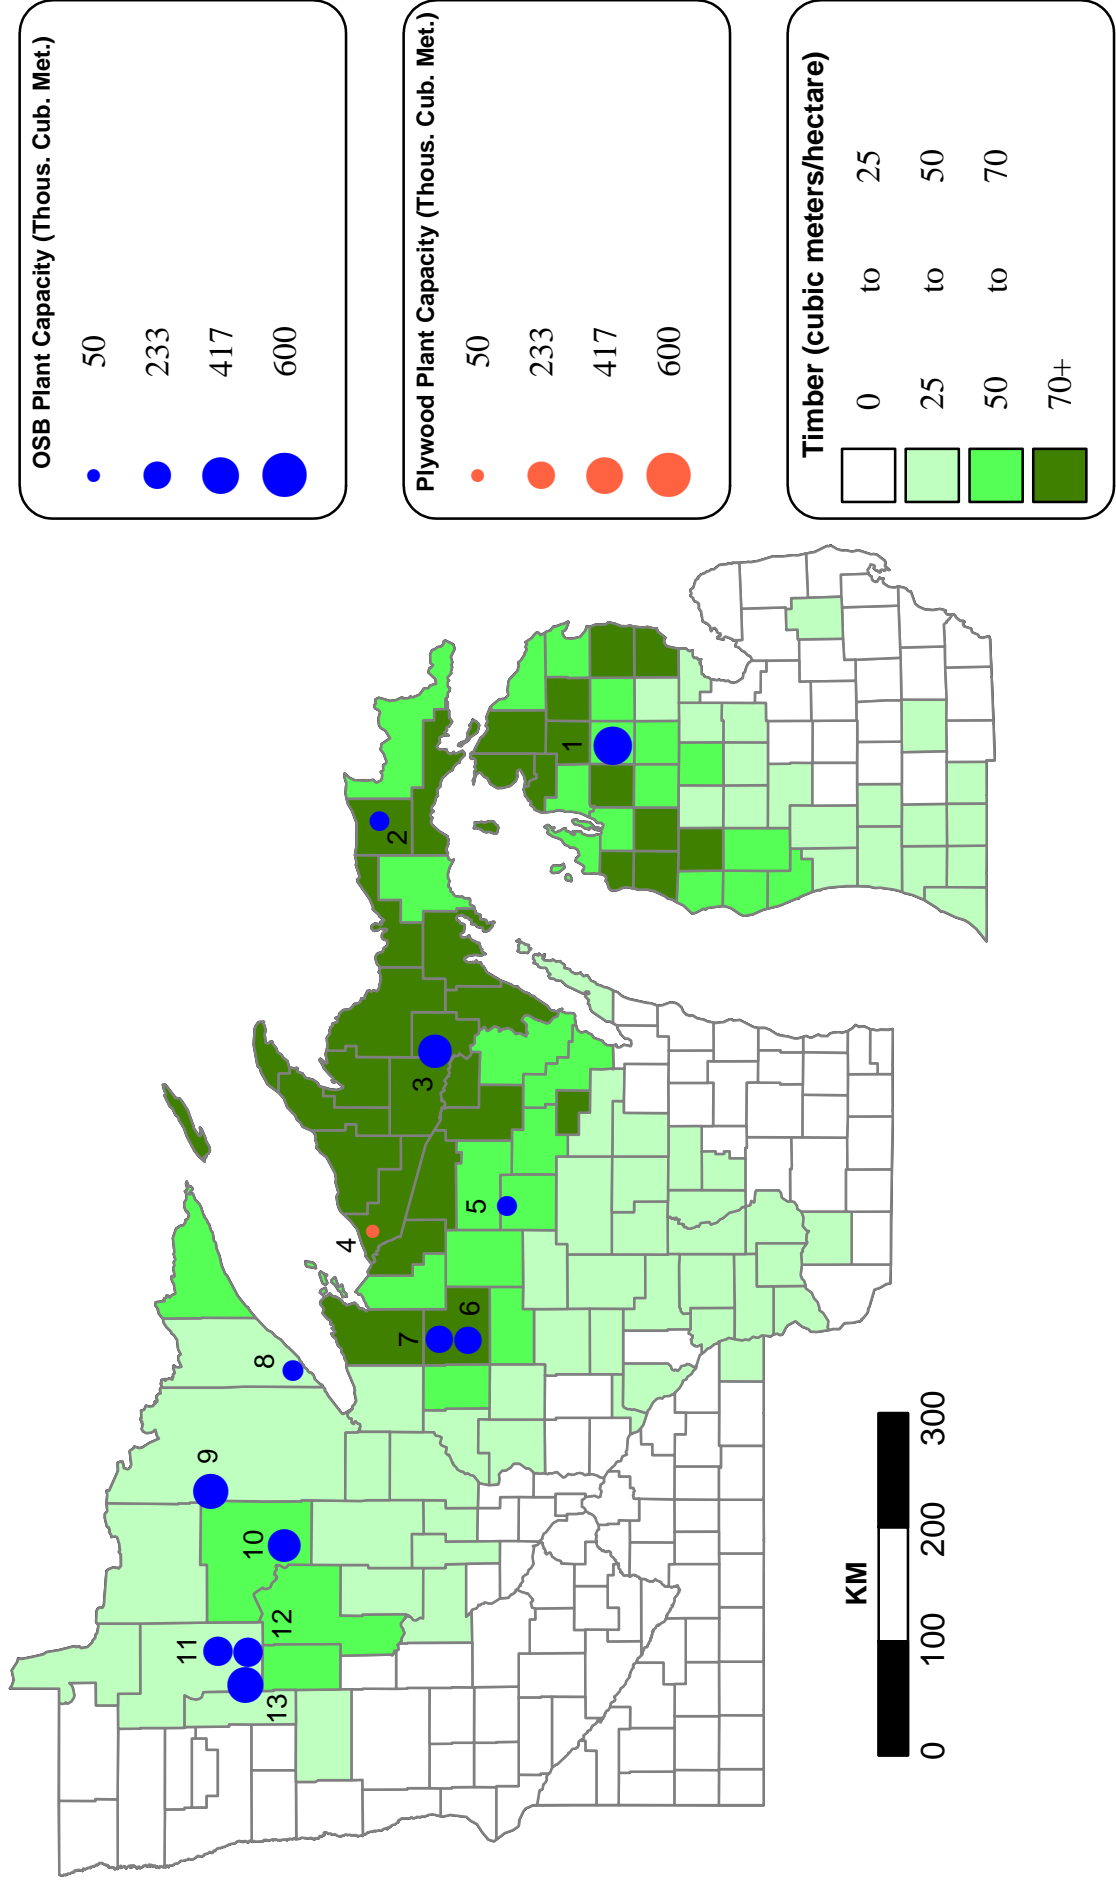 OSB Plant Capacity (Thous. Cub. Met.)
50
233
417
600
Plywood Plant Capacity (Thous. Cub. Met.)
50
233
417
600
Timber (cubic meters/hectare)
0 to 25
25 to 50
50 to 70
70+
1
2
3
4
5
6
7
8
9
10
11
12
13
KM
0 100 200 300